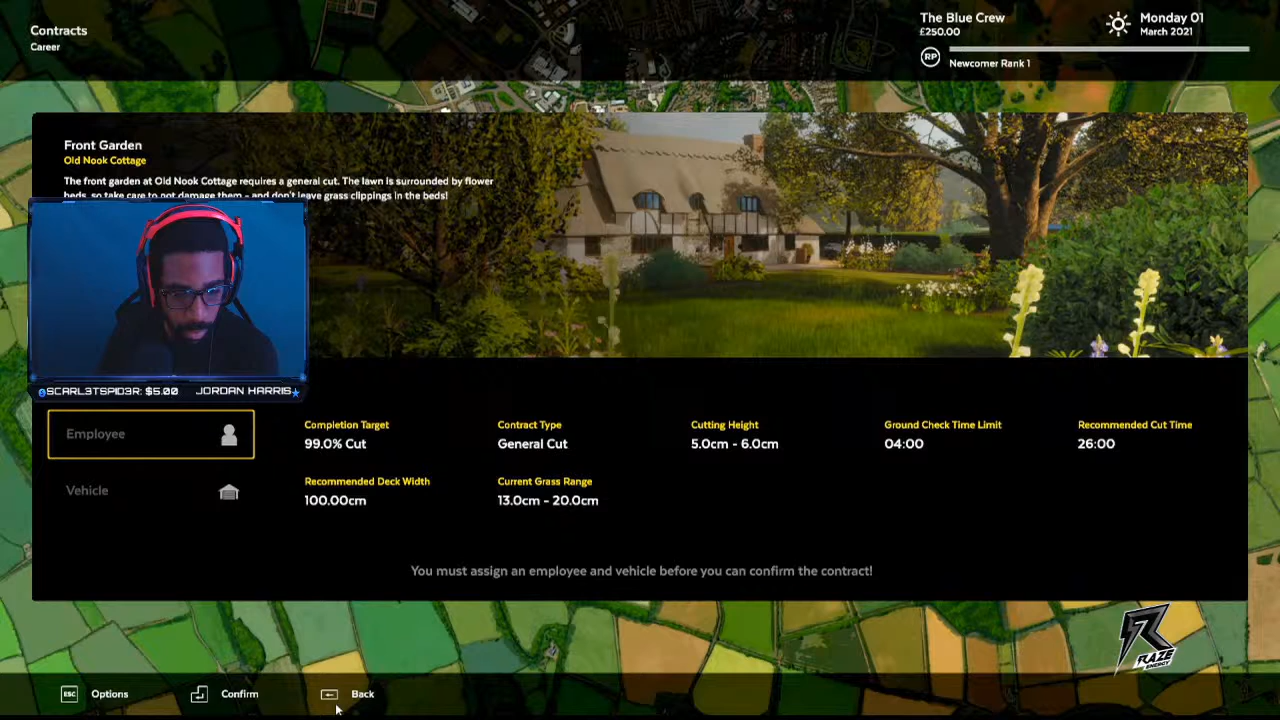 Contracts
Career
The Blue Crew
£250.00
Monday 01
March 2021
RP
Newcomer Rank 1
Front Garden
Old Nook Cottage
The front garden at Old Nook Cottage requires a general cut. The lawn is surrounded by flower
beds, so take care to not damage them - and don't leave grass clippings in the beds!
SCARL3TSPID3R: $5.00 JORDAN HARRIS
Employee
Vehicle
Completion Target
99.0% Cut
Contract Type
General Cut
Cutting Height
5.0cm - 6.0cm
Ground Check Time Limit
04:00
Recommended Cut Time
26:00
Recommended Deck Width
100.00cm
Current Grass Range
13.0cm - 20.0cm
You must assign an employee and vehicle before you can confirm the contract!
RAZE
ENERGY
ESC Options
Confirm
Back